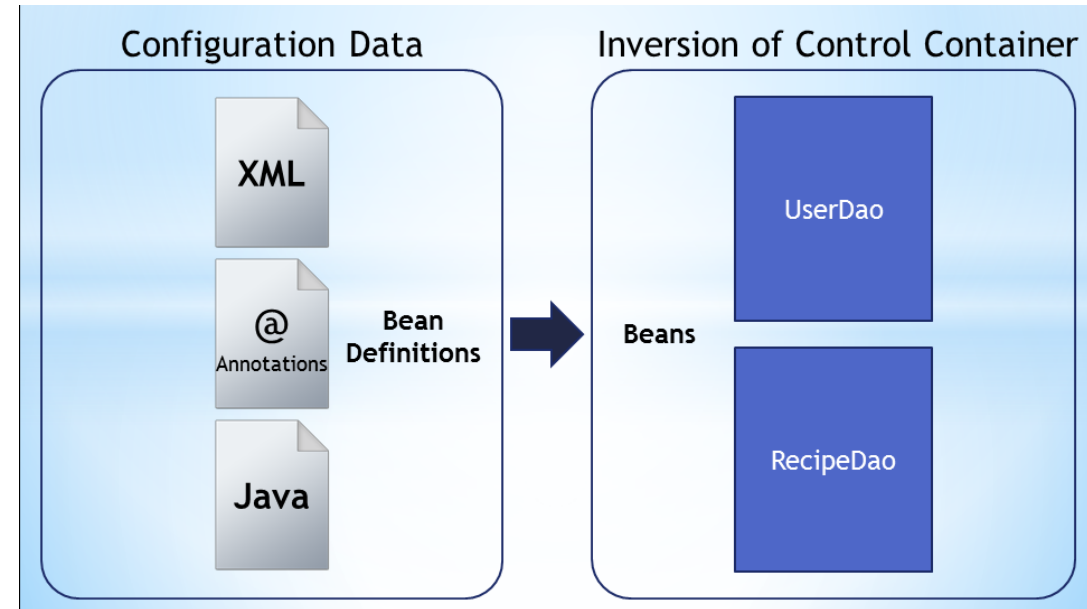 Configuration Data
XML
@
Annotations
Bean
Definitions
Java
Inversion of Control Container
Beans
UserDao
RecipeDao